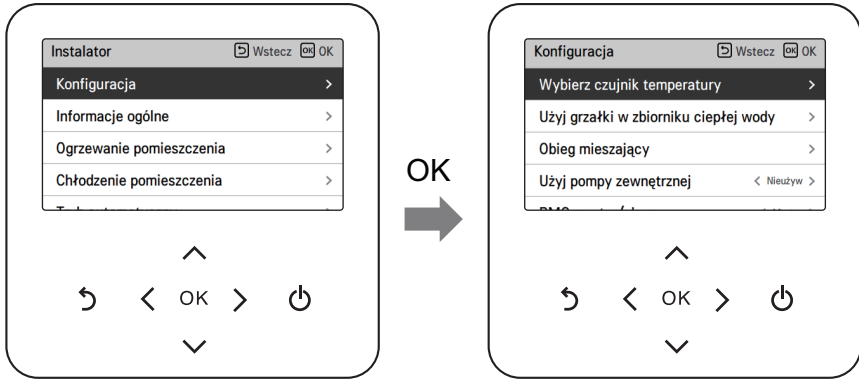 Instalator Wstecz OK OK
Konfiguracja
Informacje ogólne
Ogrzewanie pomieszczenia
Chłodzenie pomieszczenia
OK
OK
Konfiguracja Wstecz OK OK
Wybierz czujnik temperatury
Użyj grzałki w zbiorniku ciepłej wody
Obieg mieszający
Użyj pompy zewnętrznej Nieużyw
OK